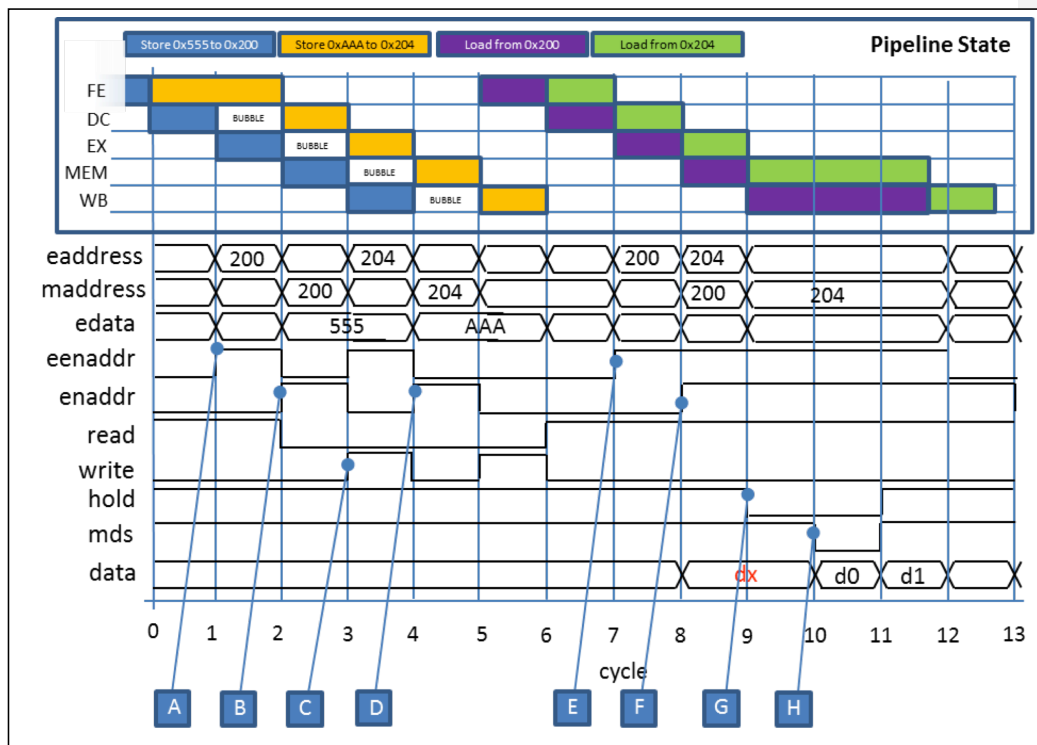 Store 0x555 to 0x200 Store 0xAAA to 0x204 Load from 0x200 Load from 0x204 Pipeline State
FE
DC BUBBLE
EX BUBBLE
MEM BUBBLE
WB BUBBLE
eaddress 200 204 200 204
maddress 200 204 200 204
edata 555 AAA
eenaddr
enaddr
read
write
hold
mds
data dx d0 d1
0 1 2 3 4 5 6 7 8 9 10 11 12 13
cycle
A B C D E F G H